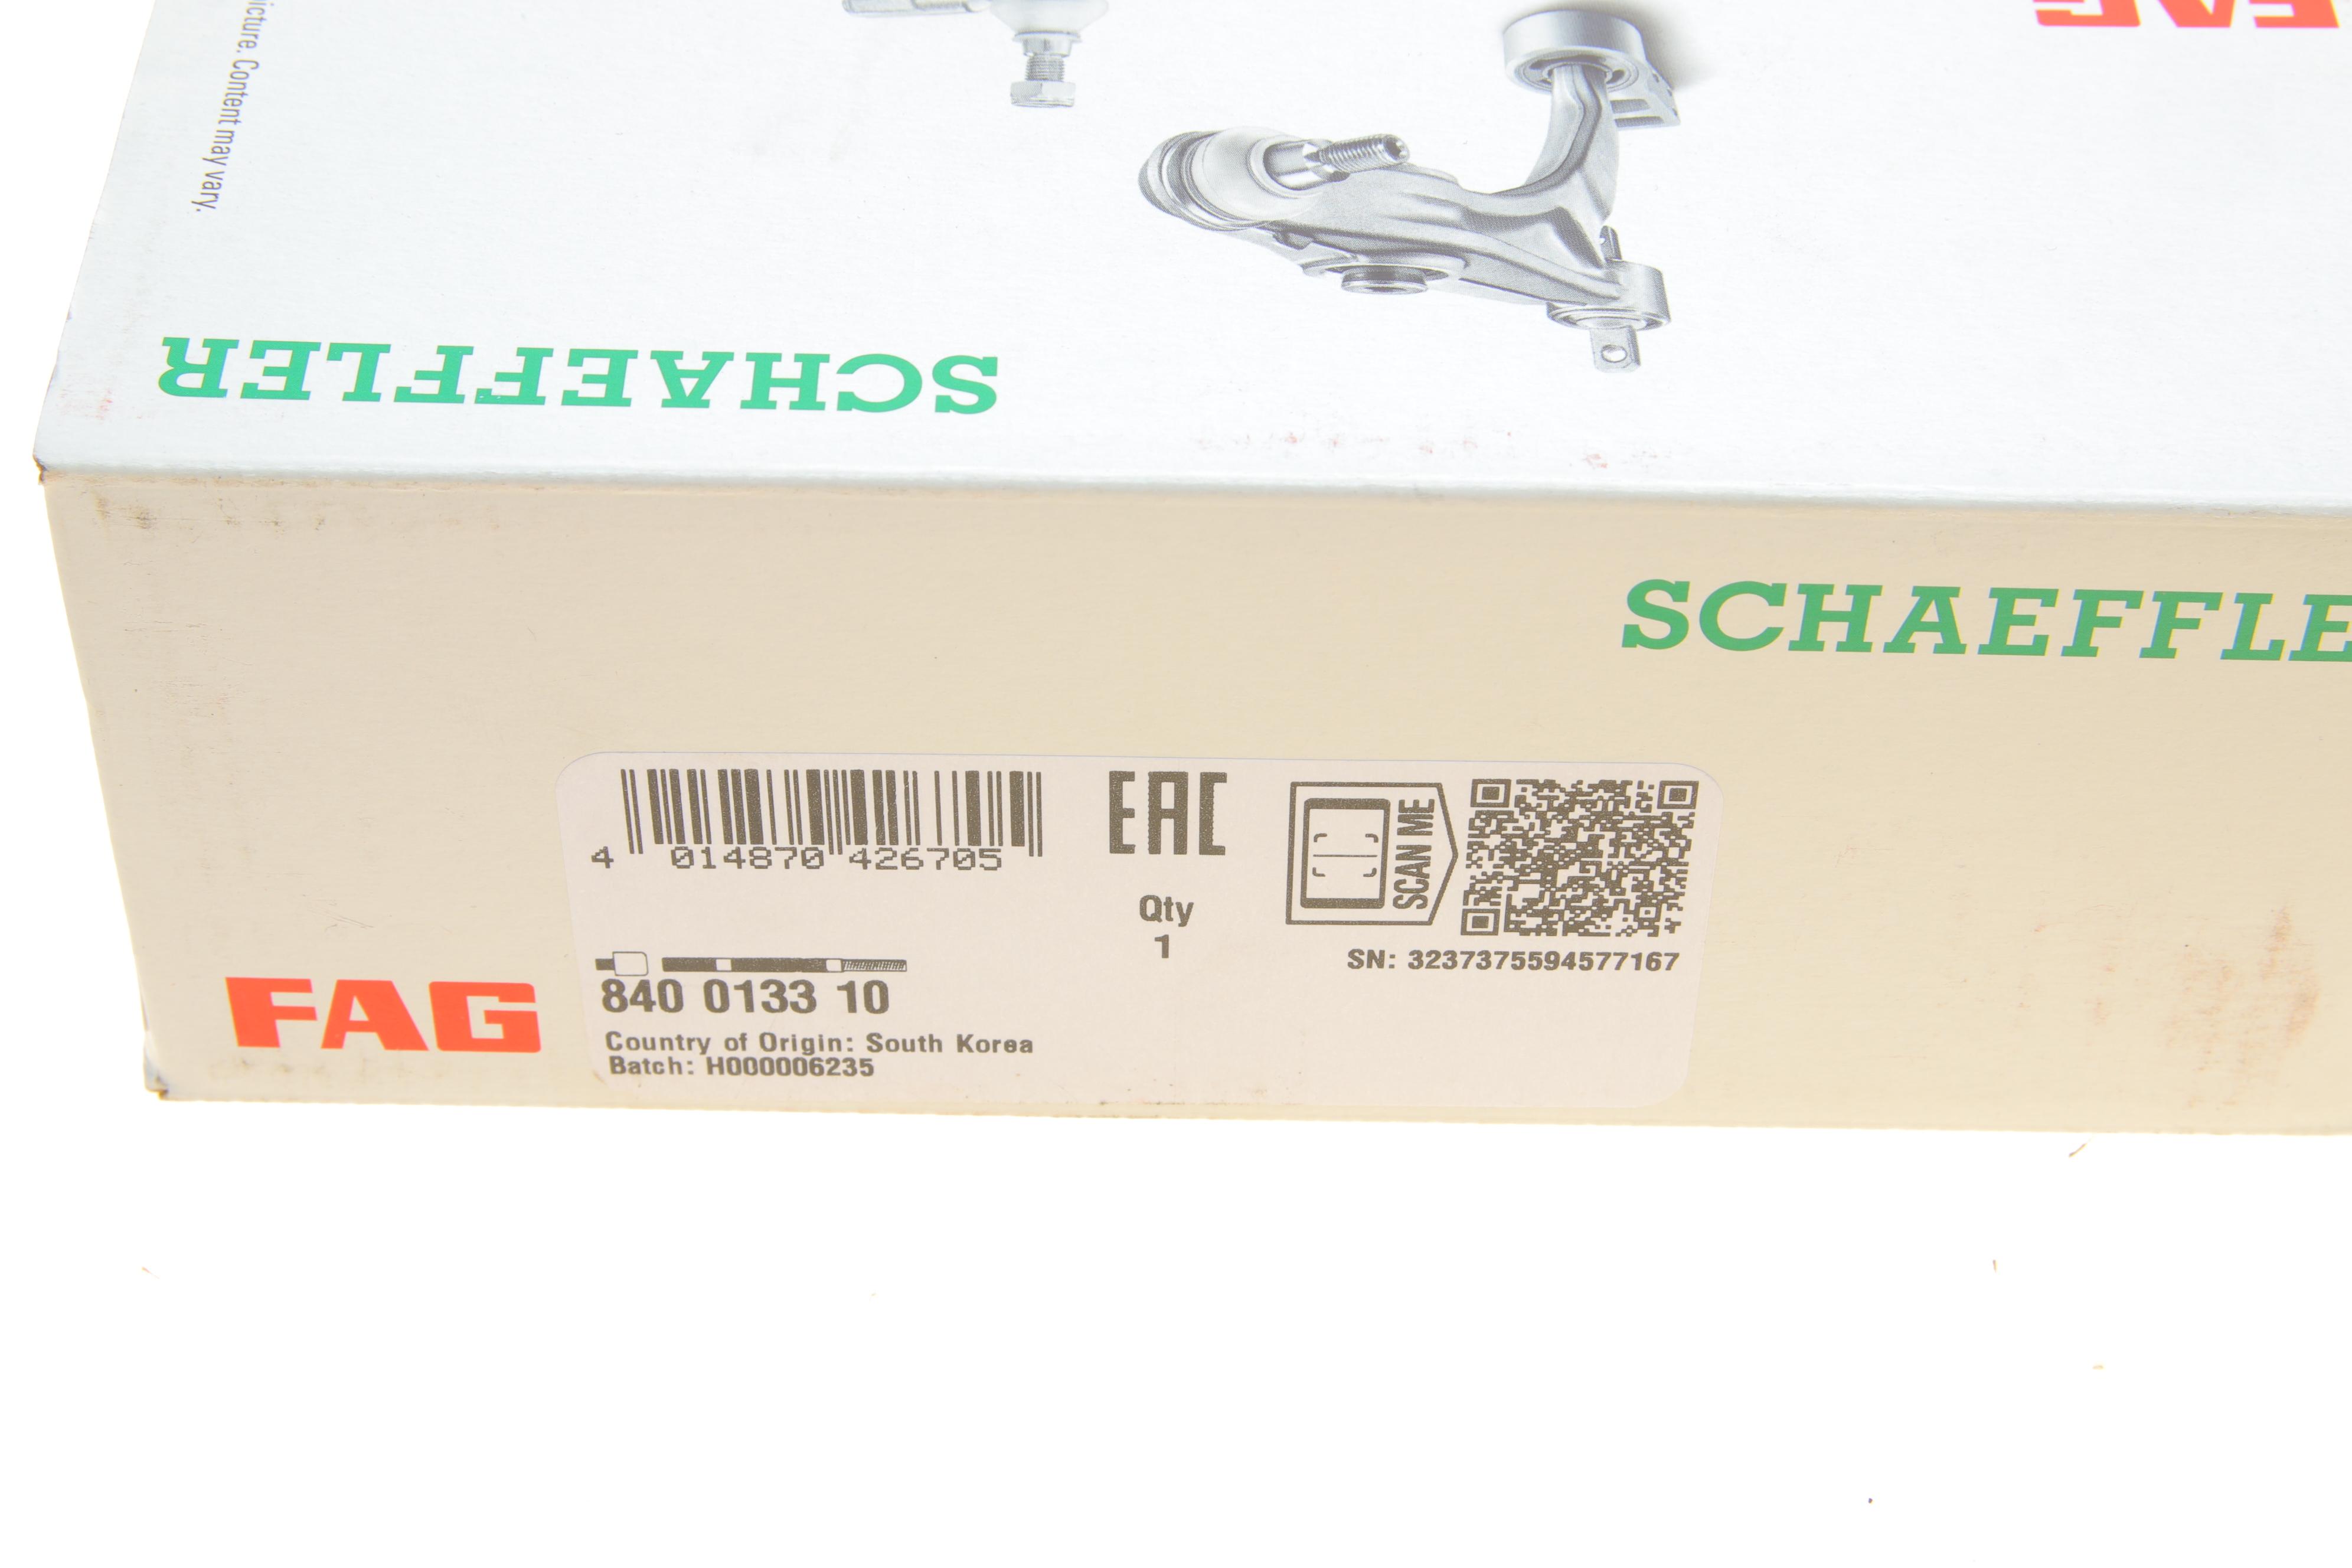 icture. Content may vary.
FAG
SCHAEFFLER
SCHAEFFLE
4 014870 426705
EAC
Qty
1
SCAN ME
SN: 3237375594577167
FAG
840 0133 10
Country of Origin: South Korea
Batch: H000006235